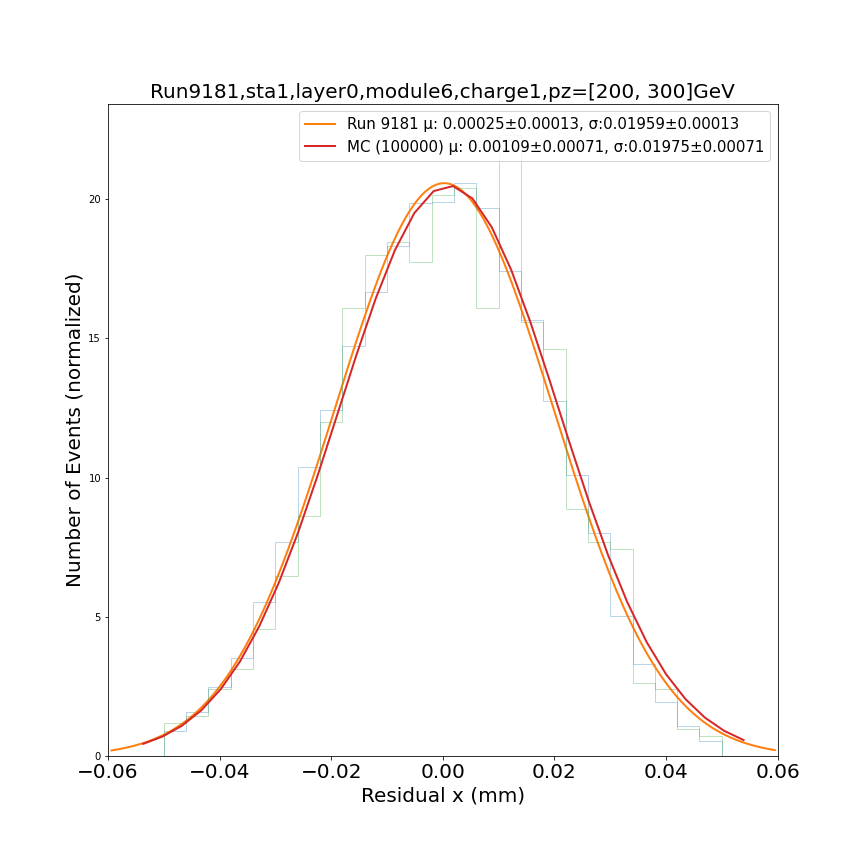 Run9181,sta1,layer0,module6,charge1,pz=[200, 300]GeV
Run 9181 μ: 0.00025±0.00013, σ:0.01959±0.00013
MC (100000) μ: 0.00109±0.00071, σ:0.01975±0.00071
Number of Events (normalized)
20
15
10
5
0
−0.06
−0.04
−0.02
0.00
0.02
0.04
0.06
Residual x (mm)